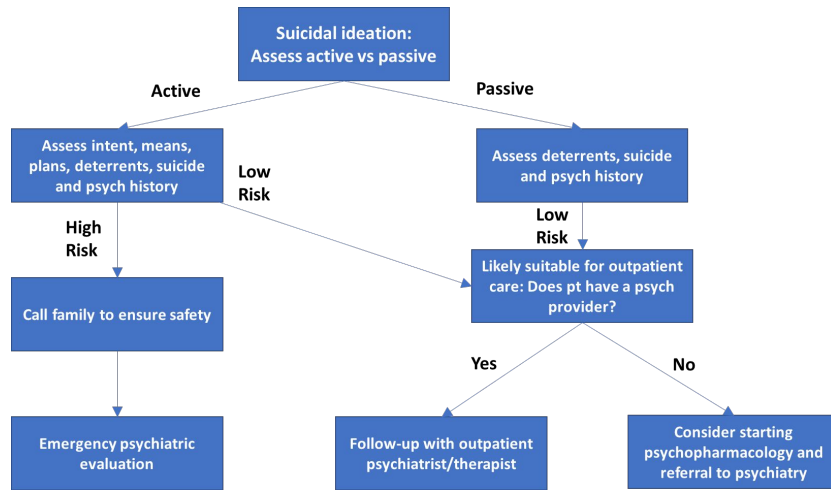 Suicidal ideation:
Assess active vs passive
Active
Passive
Assess intent, means,
plans, deterrents, suicide
and psych history
Low
Risk
Assess deterrents, suicide
and psych history
High
Risk
Low
Risk
Call family to ensure safety
Likely suitable for outpatient
care: Does pt have a psych
provider?
Yes
No
Emergency psychiatric
evaluation
Follow-up with outpatient
psychiatrist/therapist
Consider starting
psychopharmacology and
referral to psychiatry